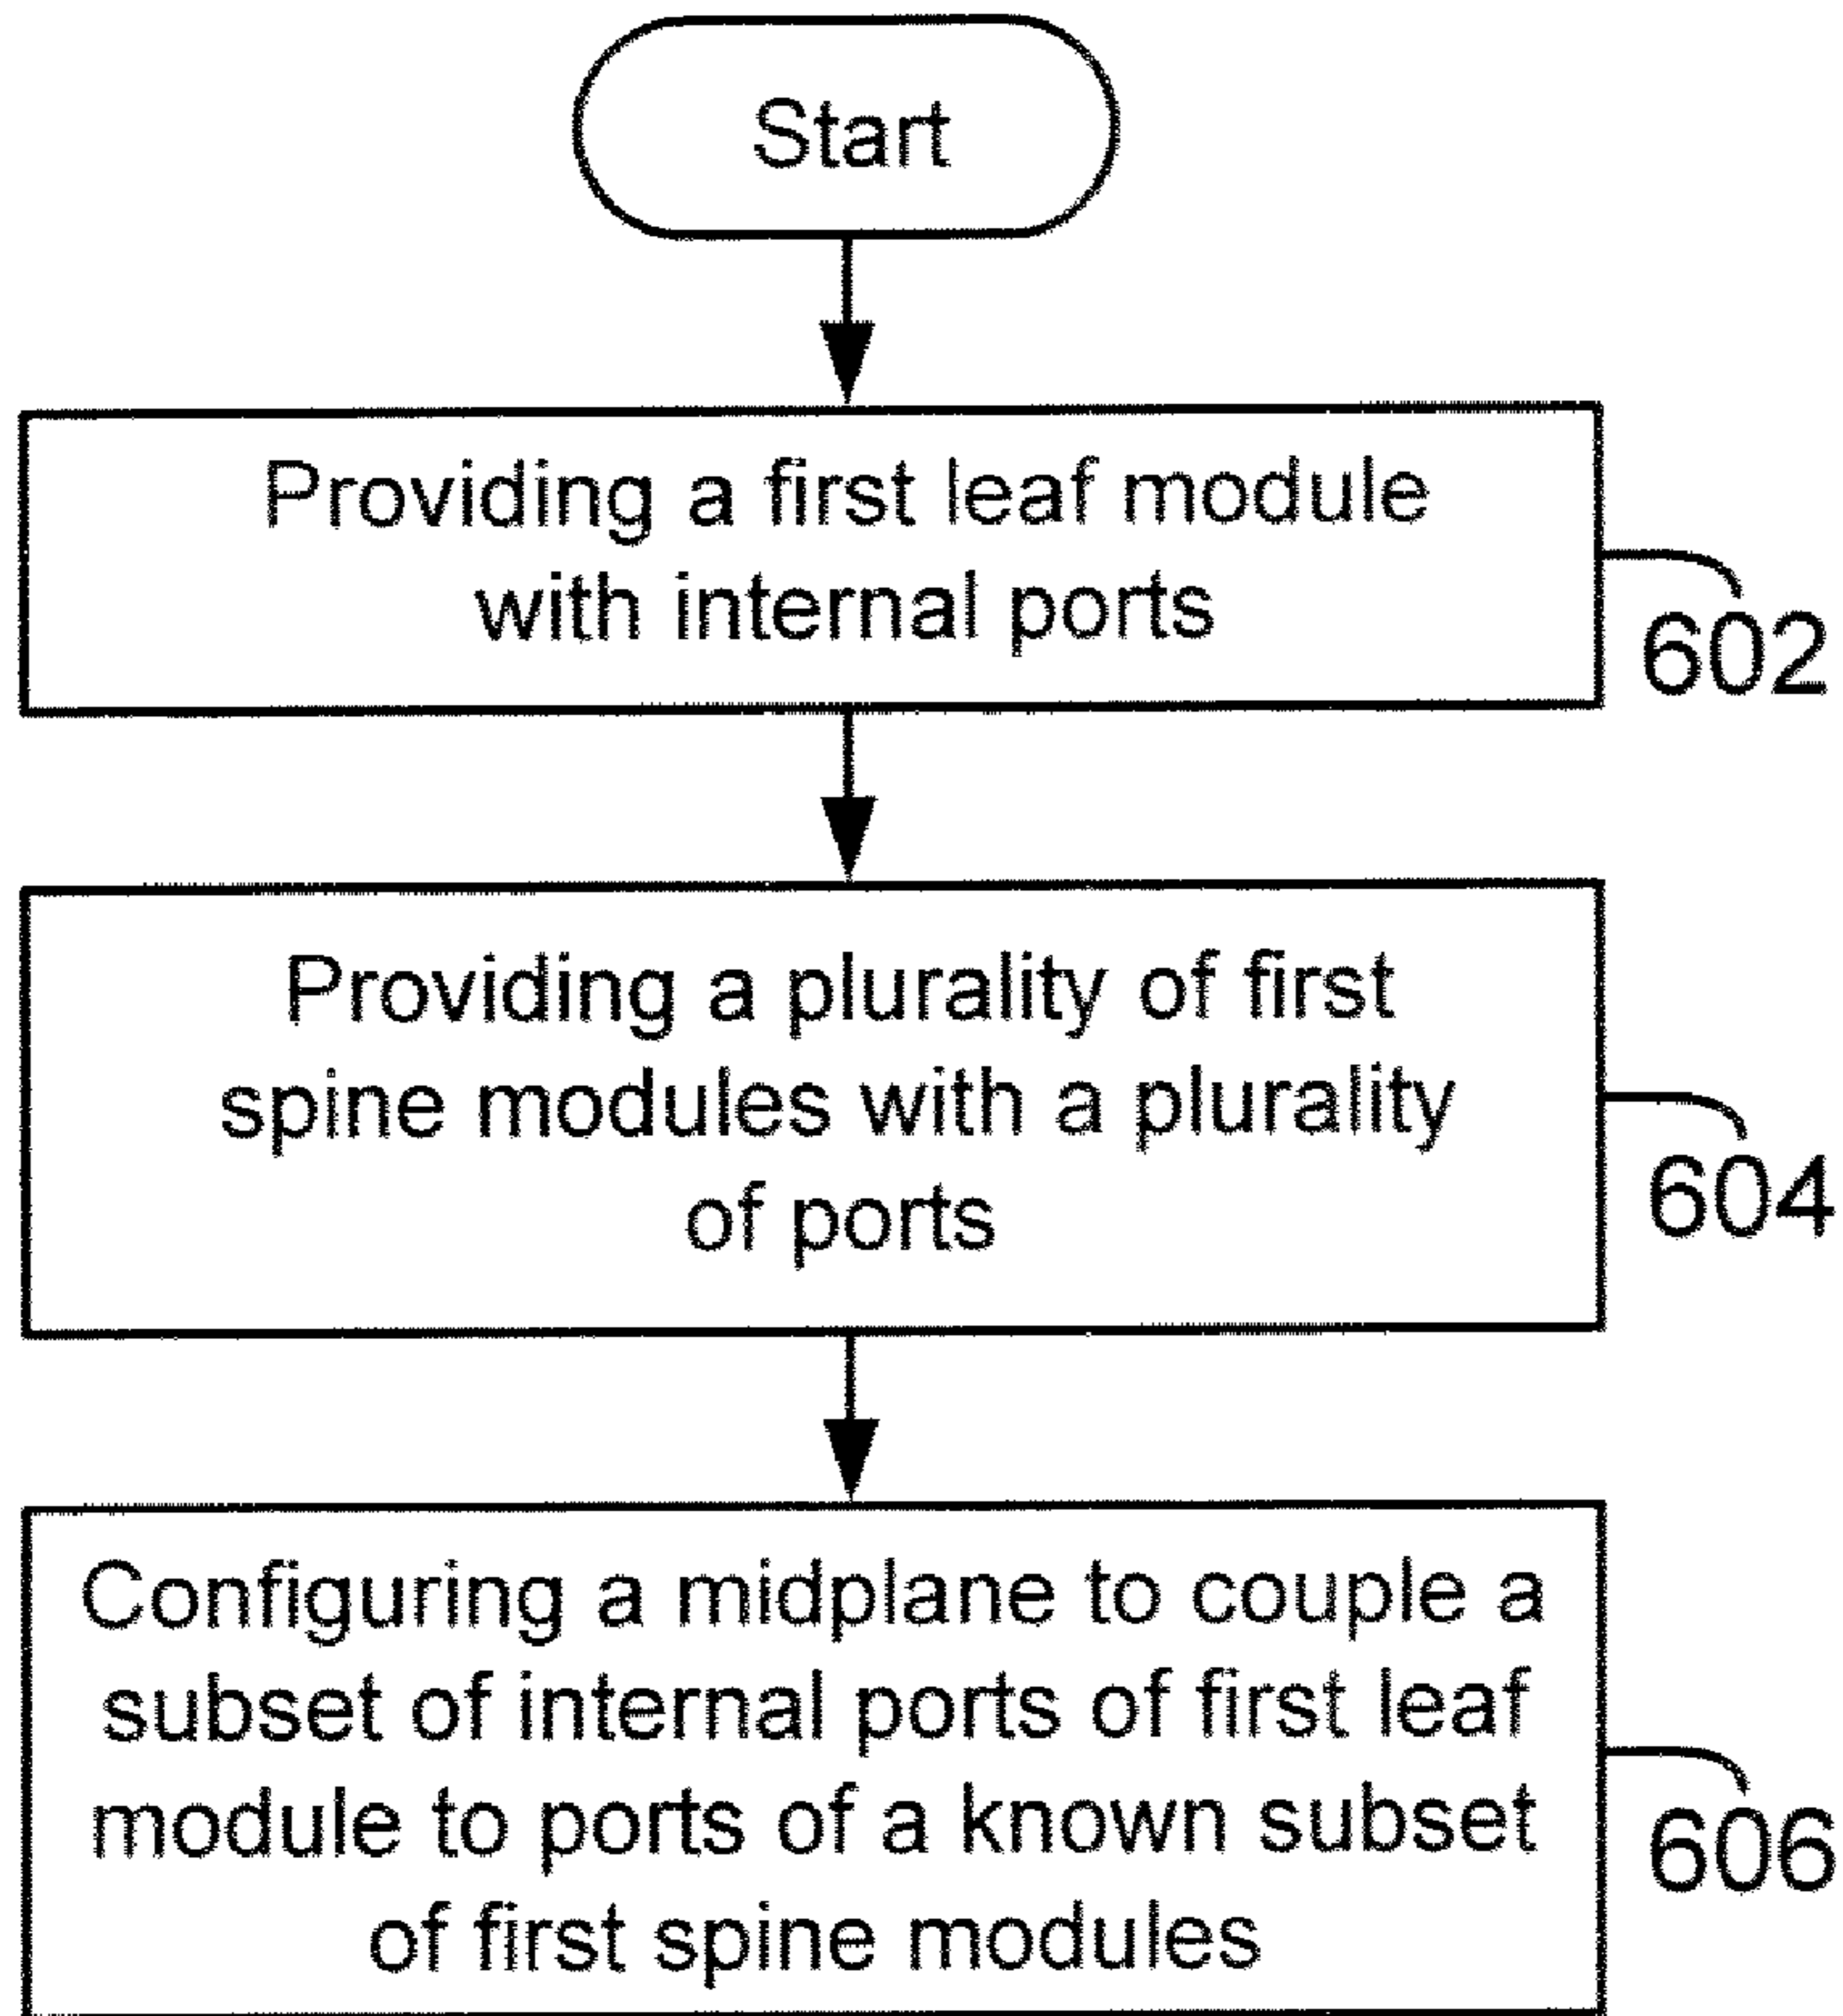 Start
Providing a first leaf module
with internal ports
602
Providing a plurality of first
spine modules with a plurality
of ports
604
Configuring a midplane to couple a
subset of internal ports of first leaf
module to ports of a known subset
of first spine modules
606